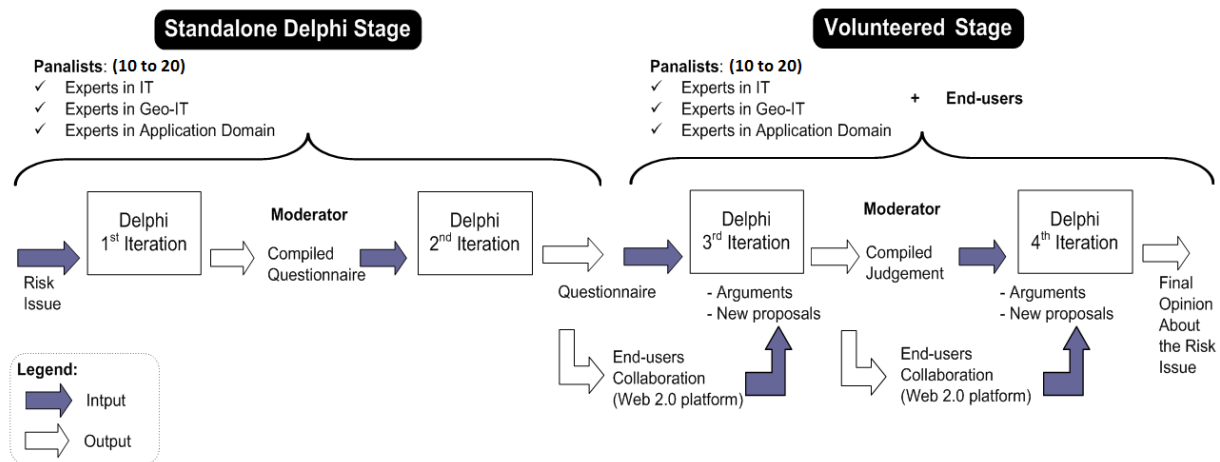 Standalone Delphi Stage
Panalists: (10 to 20)
✓ Experts in IT
✓ Experts in Geo-IT
✓ Experts in Application Domain
Volunteered Stage
Panalists: (10 to 20)
✓ Experts in IT
✓ Experts in Geo-IT
✓ Experts in Application Domain
+ End-users
Risk
Issue
Delphi
1st Iteration
Moderator
Compiled
Questionnaire
Delphi
2nd Iteration
Questionnaire
Delphi
3rd Iteration
- Arguments
- New proposals
End-users
Collaboration
(Web 2.0 platform)
Moderator
Compiled
Judgement
Delphi
4th Iteration
- Arguments
- New proposals
End-users
Collaboration
(Web 2.0 platform)
Final
Opinion
About
the Risk
Issue
Legend:
Intput
Output